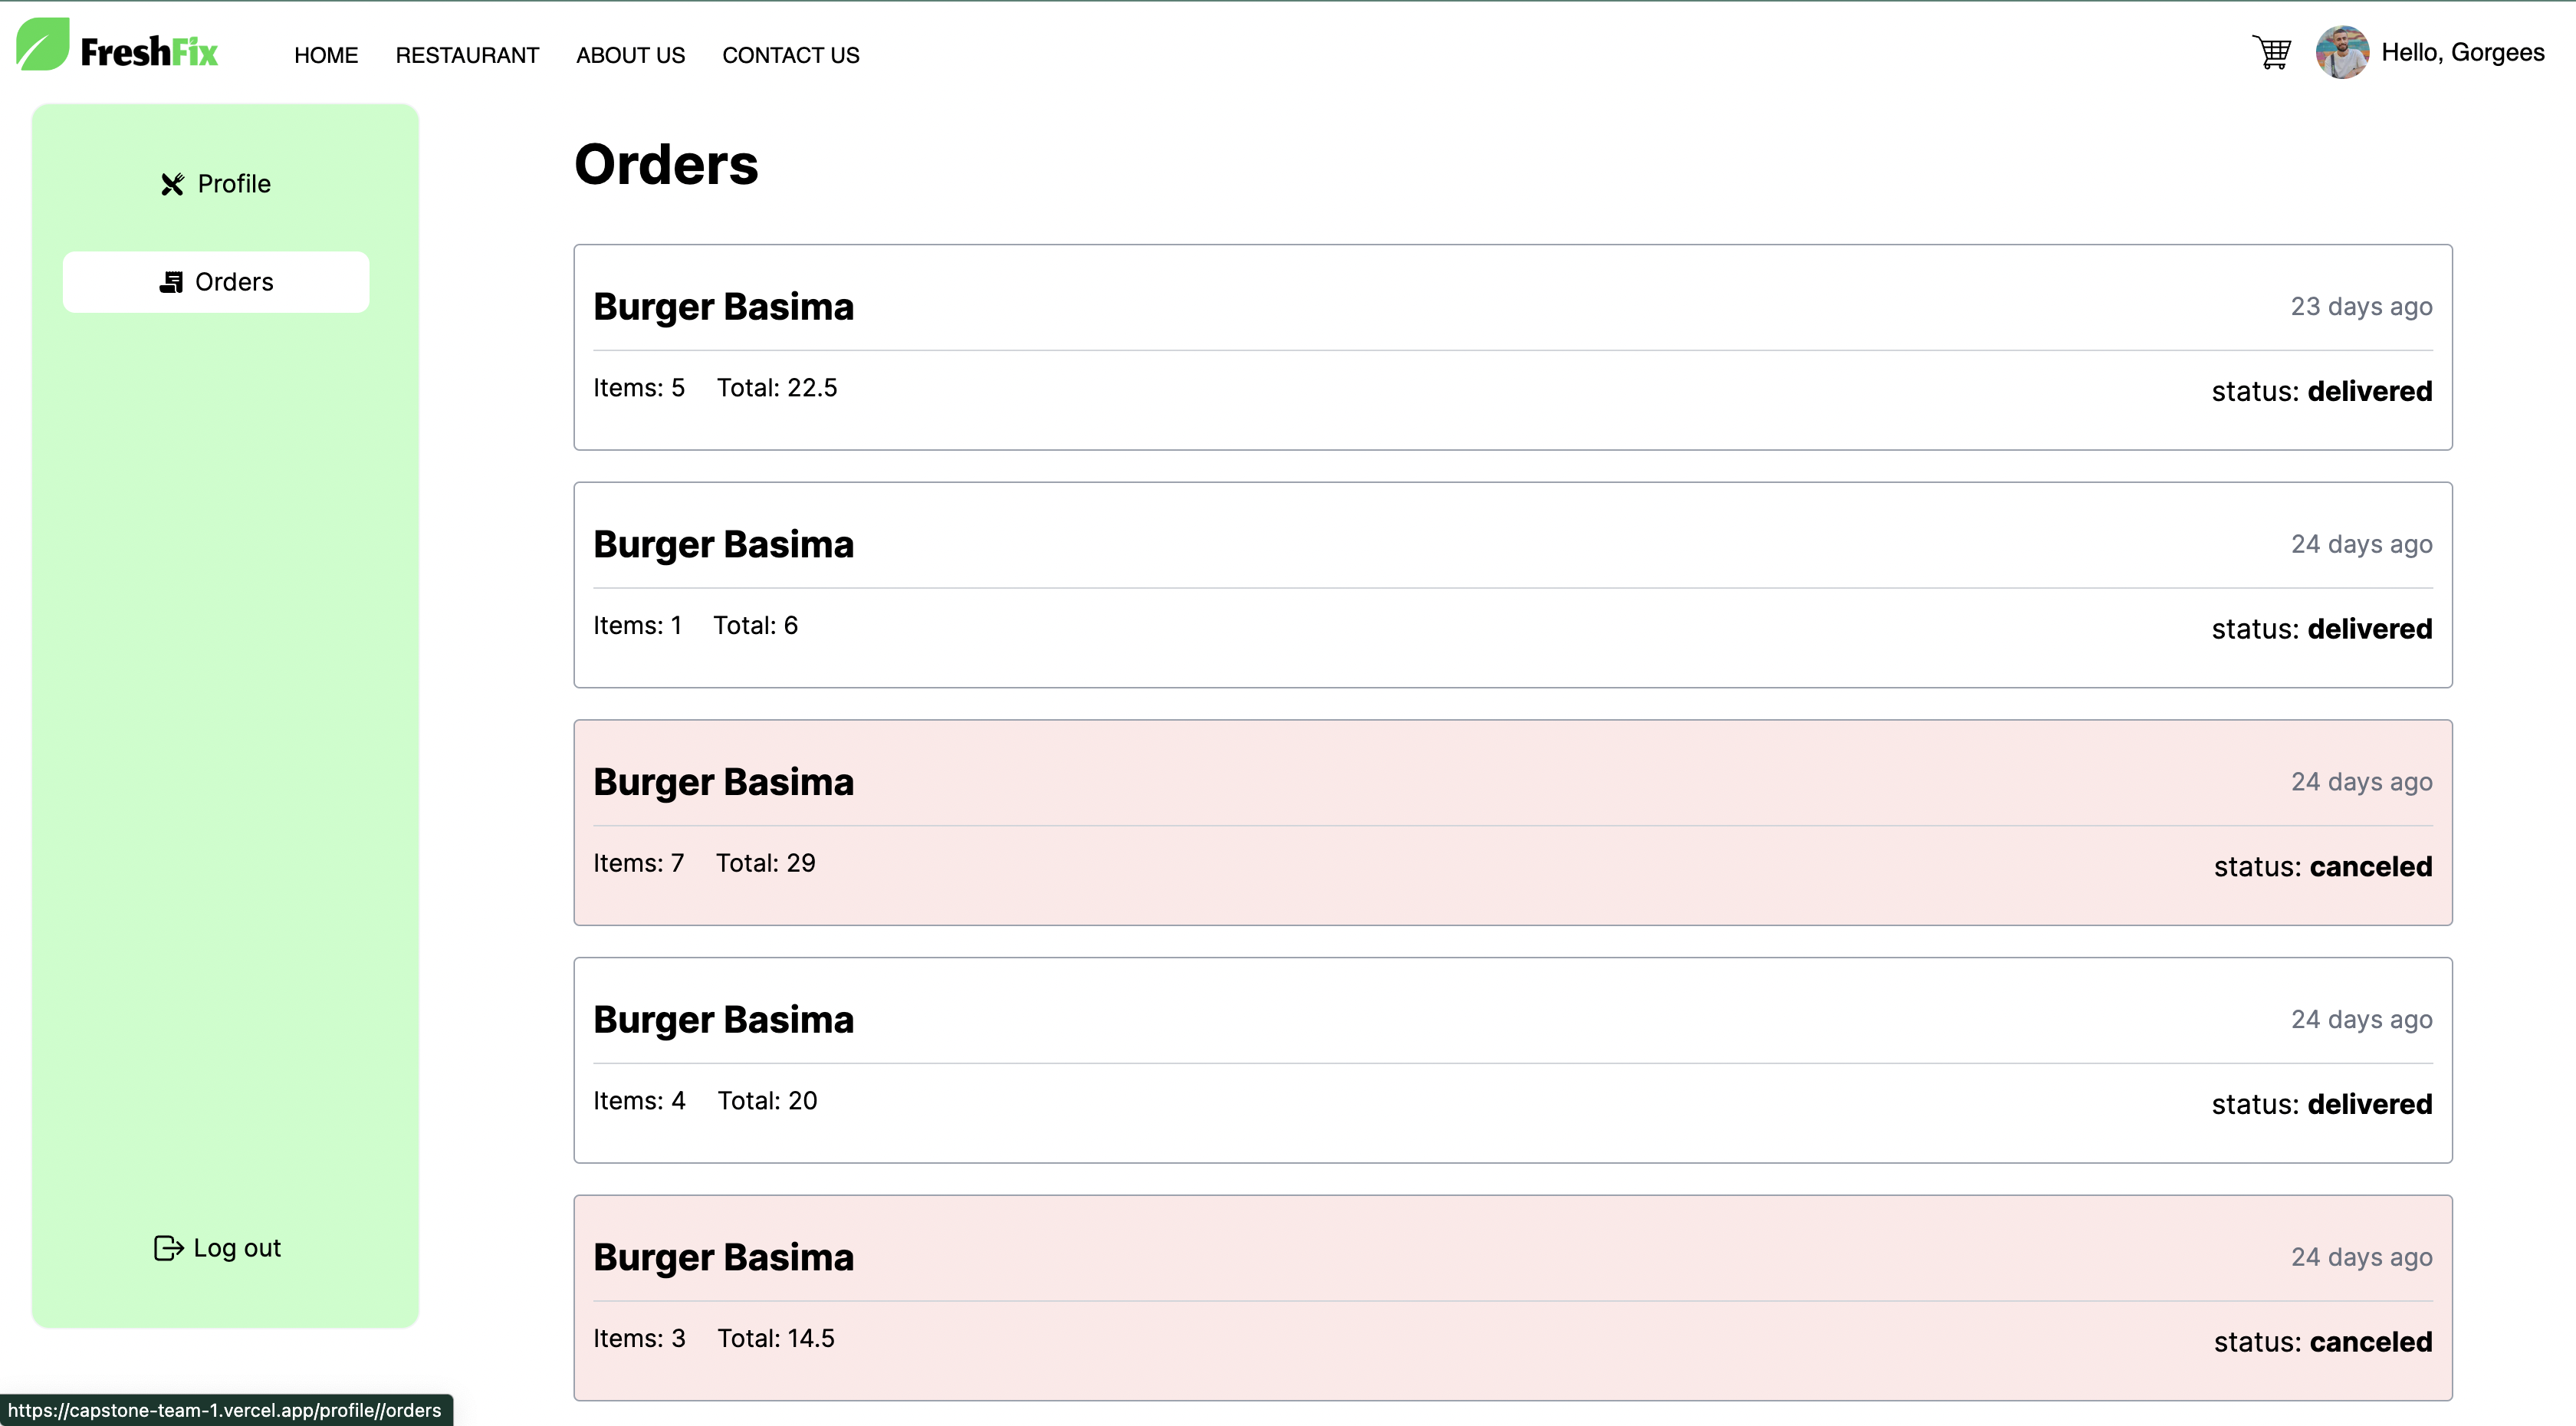 FreshFix
HOME RESTAURANT ABOUT US CONTACT US
Hello, Gorgees
Profile
Orders
Log out
Orders
Burger Basima 23 days ago
Items: 5 Total: 22.5 status: delivered
Burger Basima 24 days ago
Items: 1 Total: 6 status: delivered
Burger Basima 24 days ago
Items: 7 Total: 29 status: canceled
Burger Basima 24 days ago
Items: 4 Total: 20 status: delivered
Burger Basima 24 days ago
Items: 3 Total: 14.5 status: canceled
https://capstone-team-1.vercel.app/profile//orders